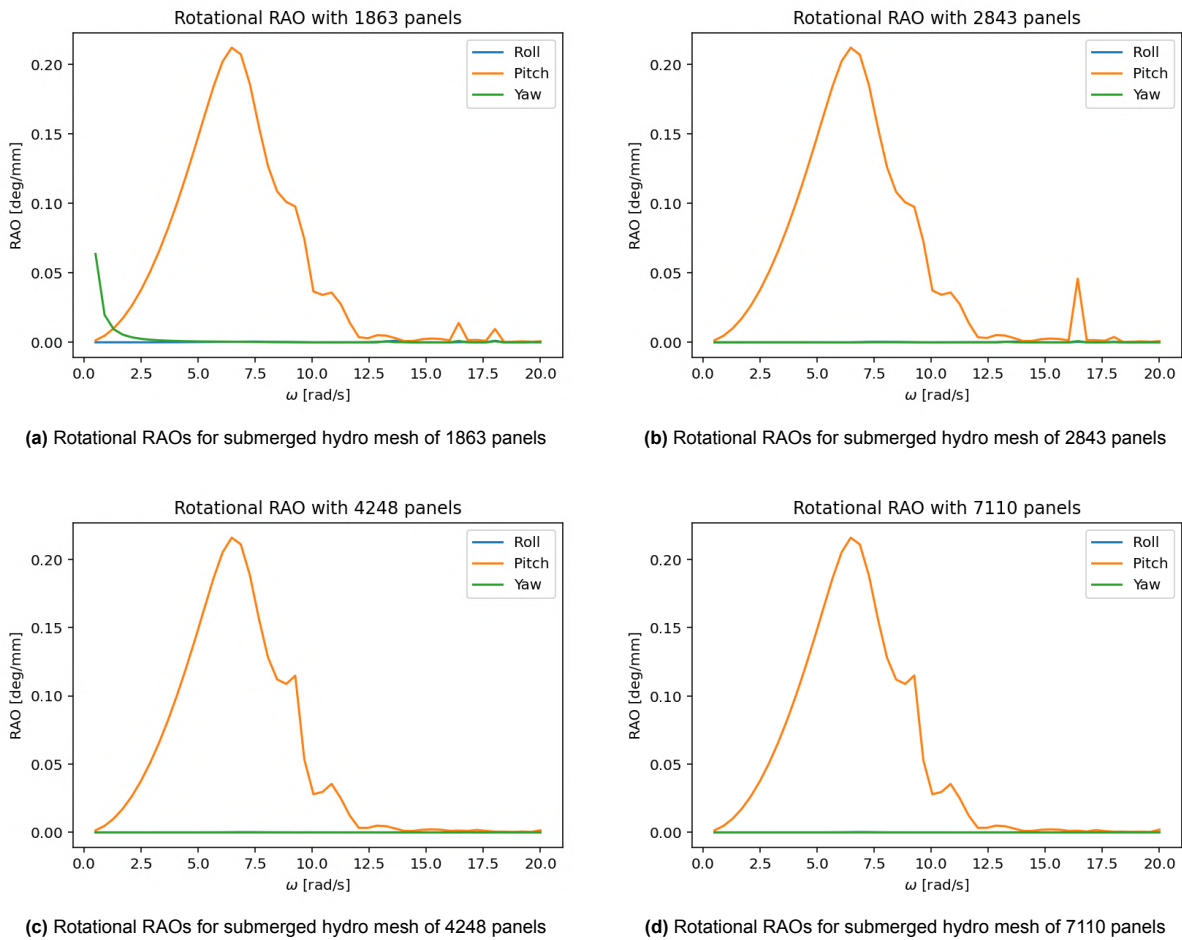 Rotational RAO with 1863 panels
RAO [deg/mm]
0.20
0.15
0.10
0.05
0.00
Roll
Pitch
Yaw
0.0 2.5 5.0 7.5 10.0 12.5 15.0 17.5 20.0
ω [rad/s]
(a) Rotational RAOs for submerged hydro mesh of 1863 panels
Rotational RAO with 2843 panels
RAO [deg/mm]
0.20
0.15
0.10
0.05
0.00
Roll
Pitch
Yaw
0.0 2.5 5.0 7.5 10.0 12.5 15.0 17.5 20.0
ω [rad/s]
(b) Rotational RAOs for submerged hydro mesh of 2843 panels
Rotational RAO with 4248 panels
RAO [deg/mm]
0.20
0.15
0.10
0.05
0.00
Roll
Pitch
Yaw
0.0 2.5 5.0 7.5 10.0 12.5 15.0 17.5 20.0
ω [rad/s]
(c) Rotational RAOs for submerged hydro mesh of 4248 panels
Rotational RAO with 7110 panels
RAO [deg/mm]
0.20
0.15
0.10
0.05
0.00
Roll
Pitch
Yaw
0.0 2.5 5.0 7.5 10.0 12.5 15.0 17.5 20.0
ω [rad/s]
(d) Rotational RAOs for submerged hydro mesh of 7110 panels